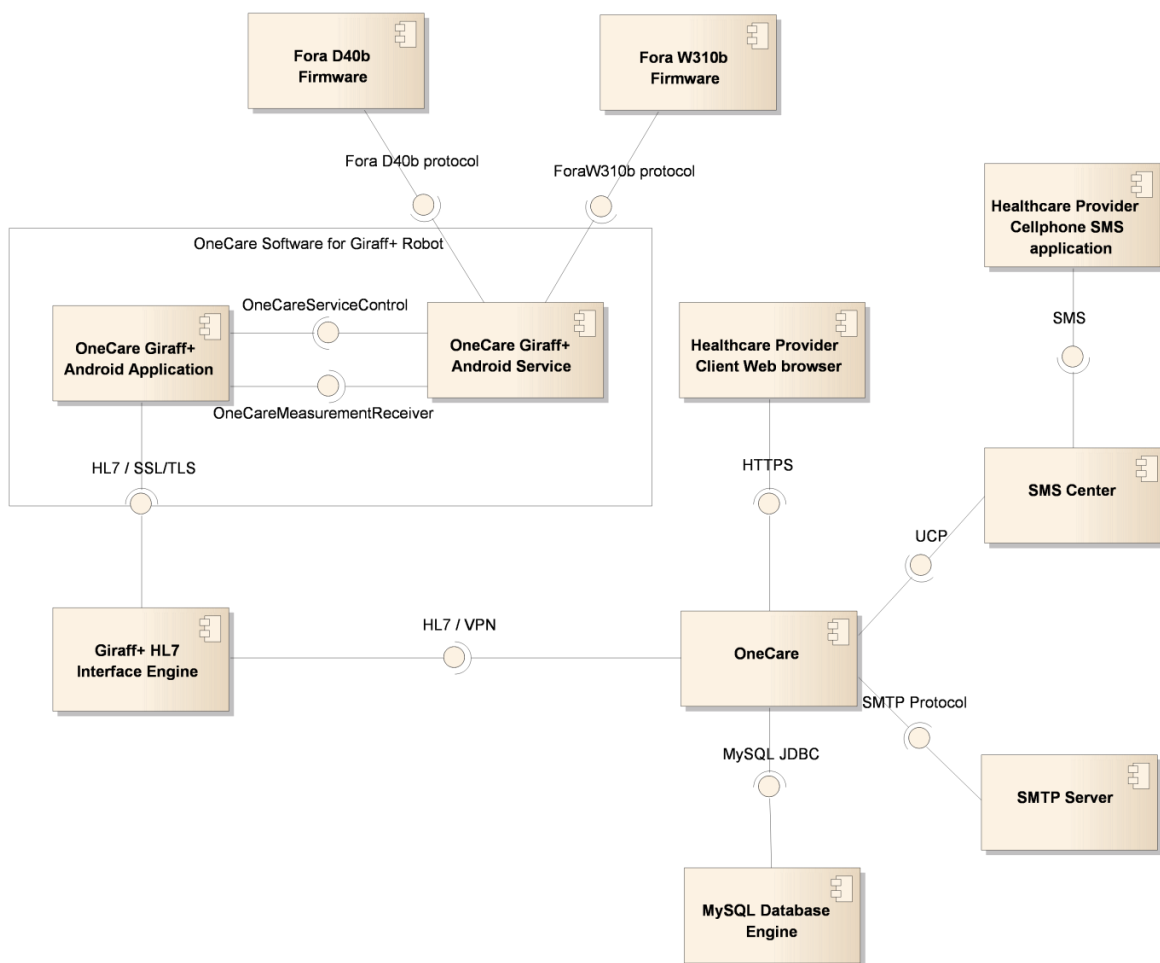 Fora D40b
Firmware
Fora W310b
Firmware
Fora D40b protocol
ForaW310b protocol
Healthcare Provider
Cellphone SMS
application
OneCare Software for Giraff+ Robot
OneCareServiceControl
SMS
OneCare Giraff+
Android Application
OneCare Giraff+
Android Service
Healthcare Provider
Client Web browser
OneCareMeasurementReceiver
HL7 / SSL/TLS
HTTPS
SMS Center
UCP
HL7 / VPN
Giraff+ HL7
Interface Engine
OneCare
SMTP Protocol
MySQL JDBC
SMTP Server
MySQL Database
Engine